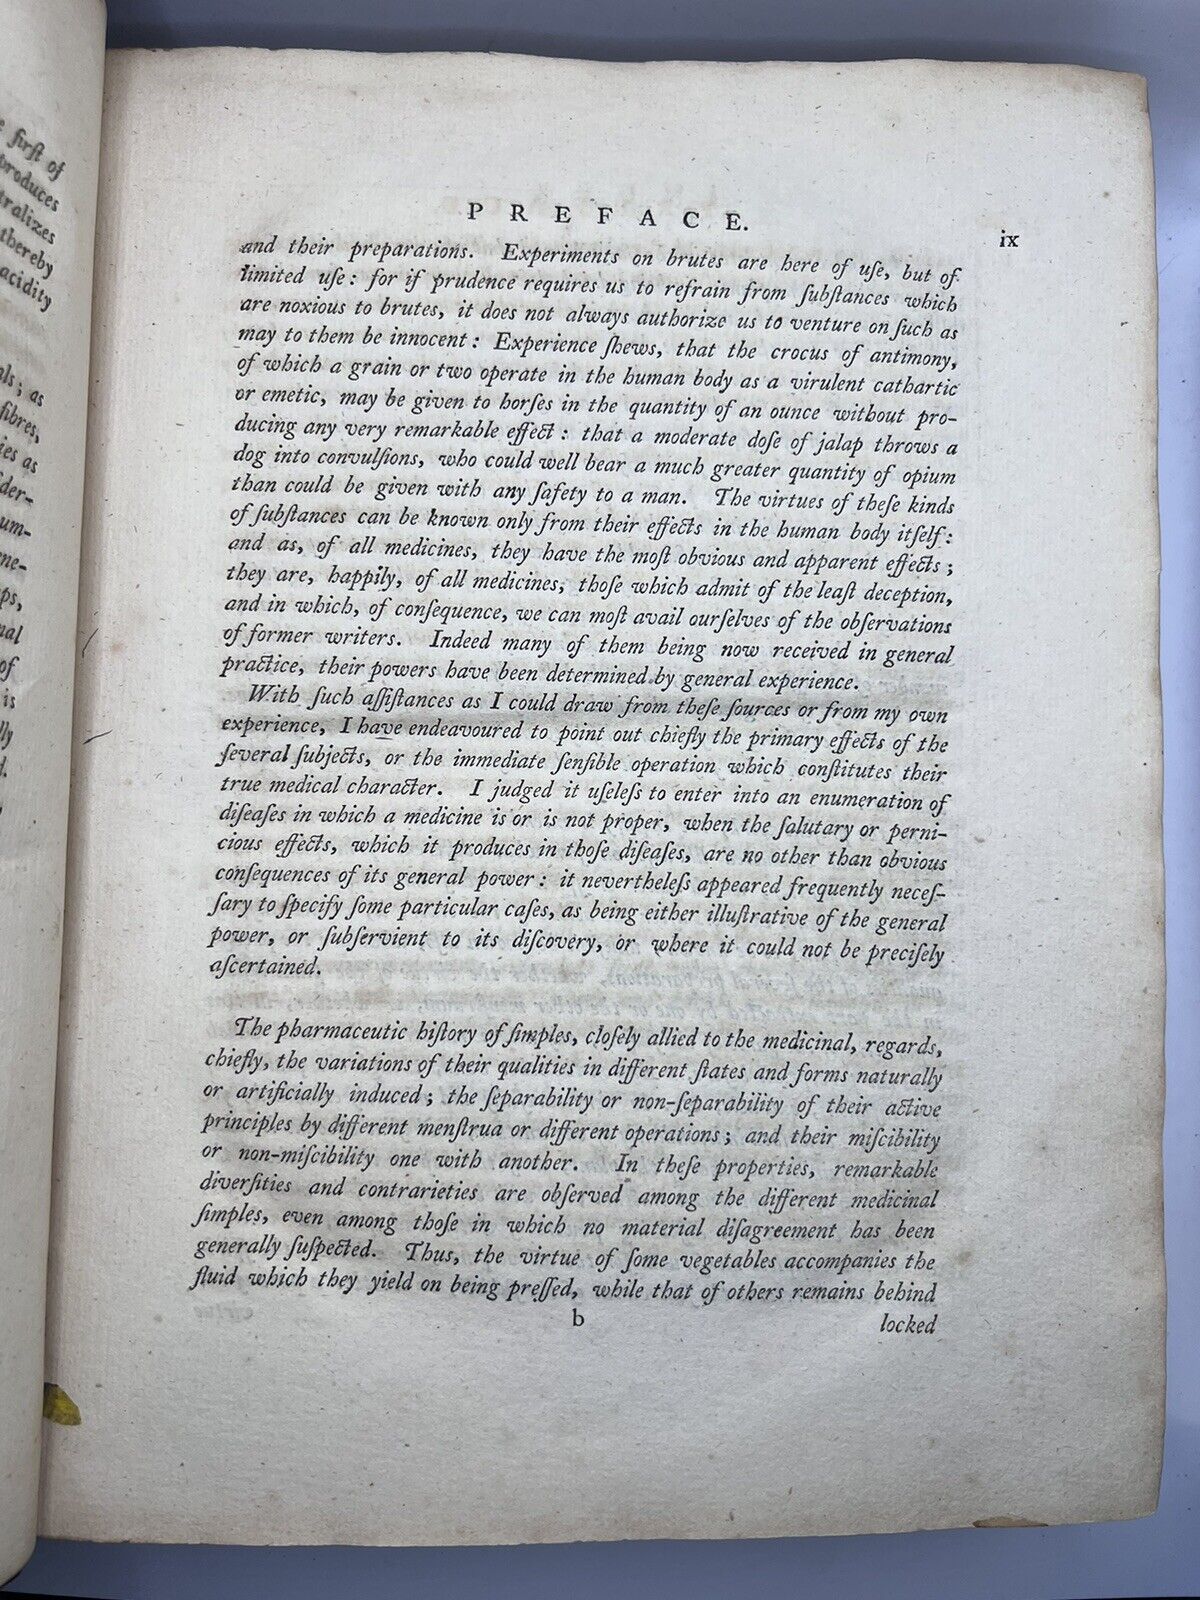 e firſt of
produces
tralizes
thereby
acidity
als; as
fibres,
ties as
ſder-
um-
ne-
ps,
nal
of
is
lly
d.
P R E F A C E.
ix
and their preparations. Experiments on brutes are here of uſe, but of
limited uſe: for if prudence requires us to refrain from ſubſtances which
are noxious to brutes, it does not always authorize us to venture on ſuch as
may to them be innocent: Experience ſhews, that the crocus of antimony,
of which a grain or two operate in the human body as a virulent cathartic
or emetic, may be given to horſes in the quantity of an ounce without pro-
ducing any very remarkable effect: that a moderate doſe of jalap throws a
dog into convulſions, who could well bear a much greater quantity of opium
than could be given with any ſafety to a man. The virtues of theſe kinds
of ſubſtances can be known only from their effects in the human body itſelf:
and as, of all medicines, they have the moſt obvious and apparent effects;
they are, happily, of all medicines, thoſe which admit of the leaſt deception,
and in which, of conſequence, we can moſt avail ourſelves of the obſervations
of former writers. Indeed many of them being now received in general
practice, their powers have been determined by general experience.
With ſuch aſſiſtances as I could draw from theſe ſources or from my own
experience, I have endeavoured to point out chiefly the primary effects of the
ſeveral ſubjects, or the immediate ſenſible operation which conſtitutes their
true medical character. I judged it uſeleſs to enter into an enumeration of
diſeaſes in which a medicine is or is not proper, when the ſalutary or perni-
cious effects, which it produces in thoſe diſeaſes, are no other than obvious
conſequences of its general power: it nevertheleſs appeared frequently neceſ-
ſary to ſpecify ſome particular caſes, as being either illuſtrative of the general
power, or ſubſervient to its diſcovery, or where it could not be preciſely
aſcertained.
The pharmaceutic hiſtory of ſimples, cloſely allied to the medicinal, regards,
chiefly, the variations of their qualities in different ſtates and forms naturally
or artificially induced; the ſeparability or non-ſeparability of their active
principles by different menſtrua or different operations; and their miſcibility
or non-miſcibility one with another. In theſe properties, remarkable
diverſities and contrarieties are obſerved among the different medicinal
ſimples, even among thoſe in which no material diſagreement has been
generally ſuſpected. Thus, the virtue of ſome vegetables accompanies the
fluid which they yield on being preſſed, while that of others remains behind
b
locked